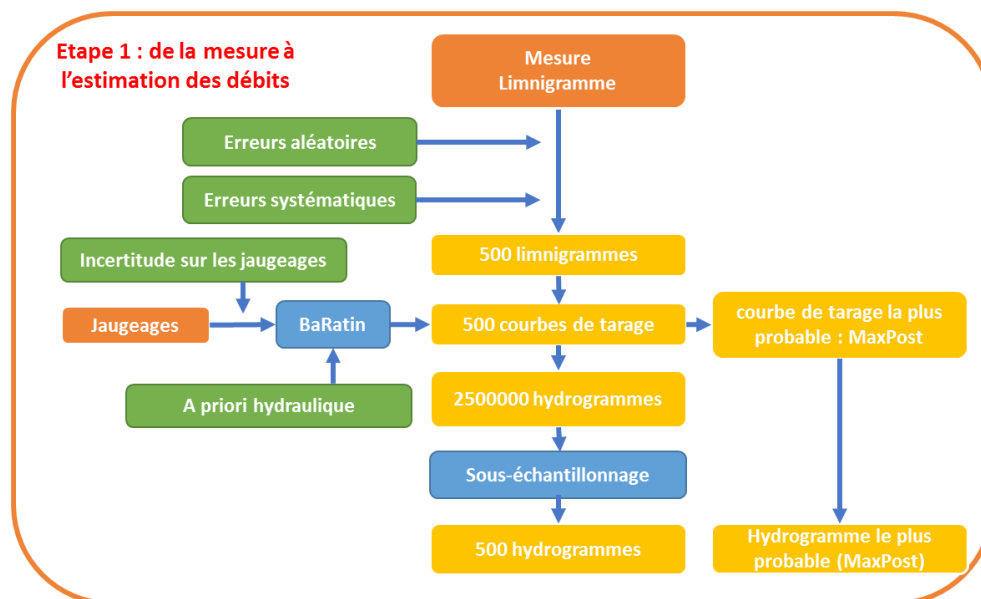 Etape 1 : de la mesure à
l'estimation des débits
Mesure
Limnigramme
Erreurs aléatoires
Erreurs systématiques
Incertitude sur les jaugeages
500 limnigrammes
Jaugeages
BaRatin
500 courbes de tarage
courbe de tarage la plus
probable : MaxPost
A priori hydraulique
2500000 hydrogrammes
Sous-échantillonnage
500 hydrogrammes
Hydrogramme le plus
probable (MaxPost)